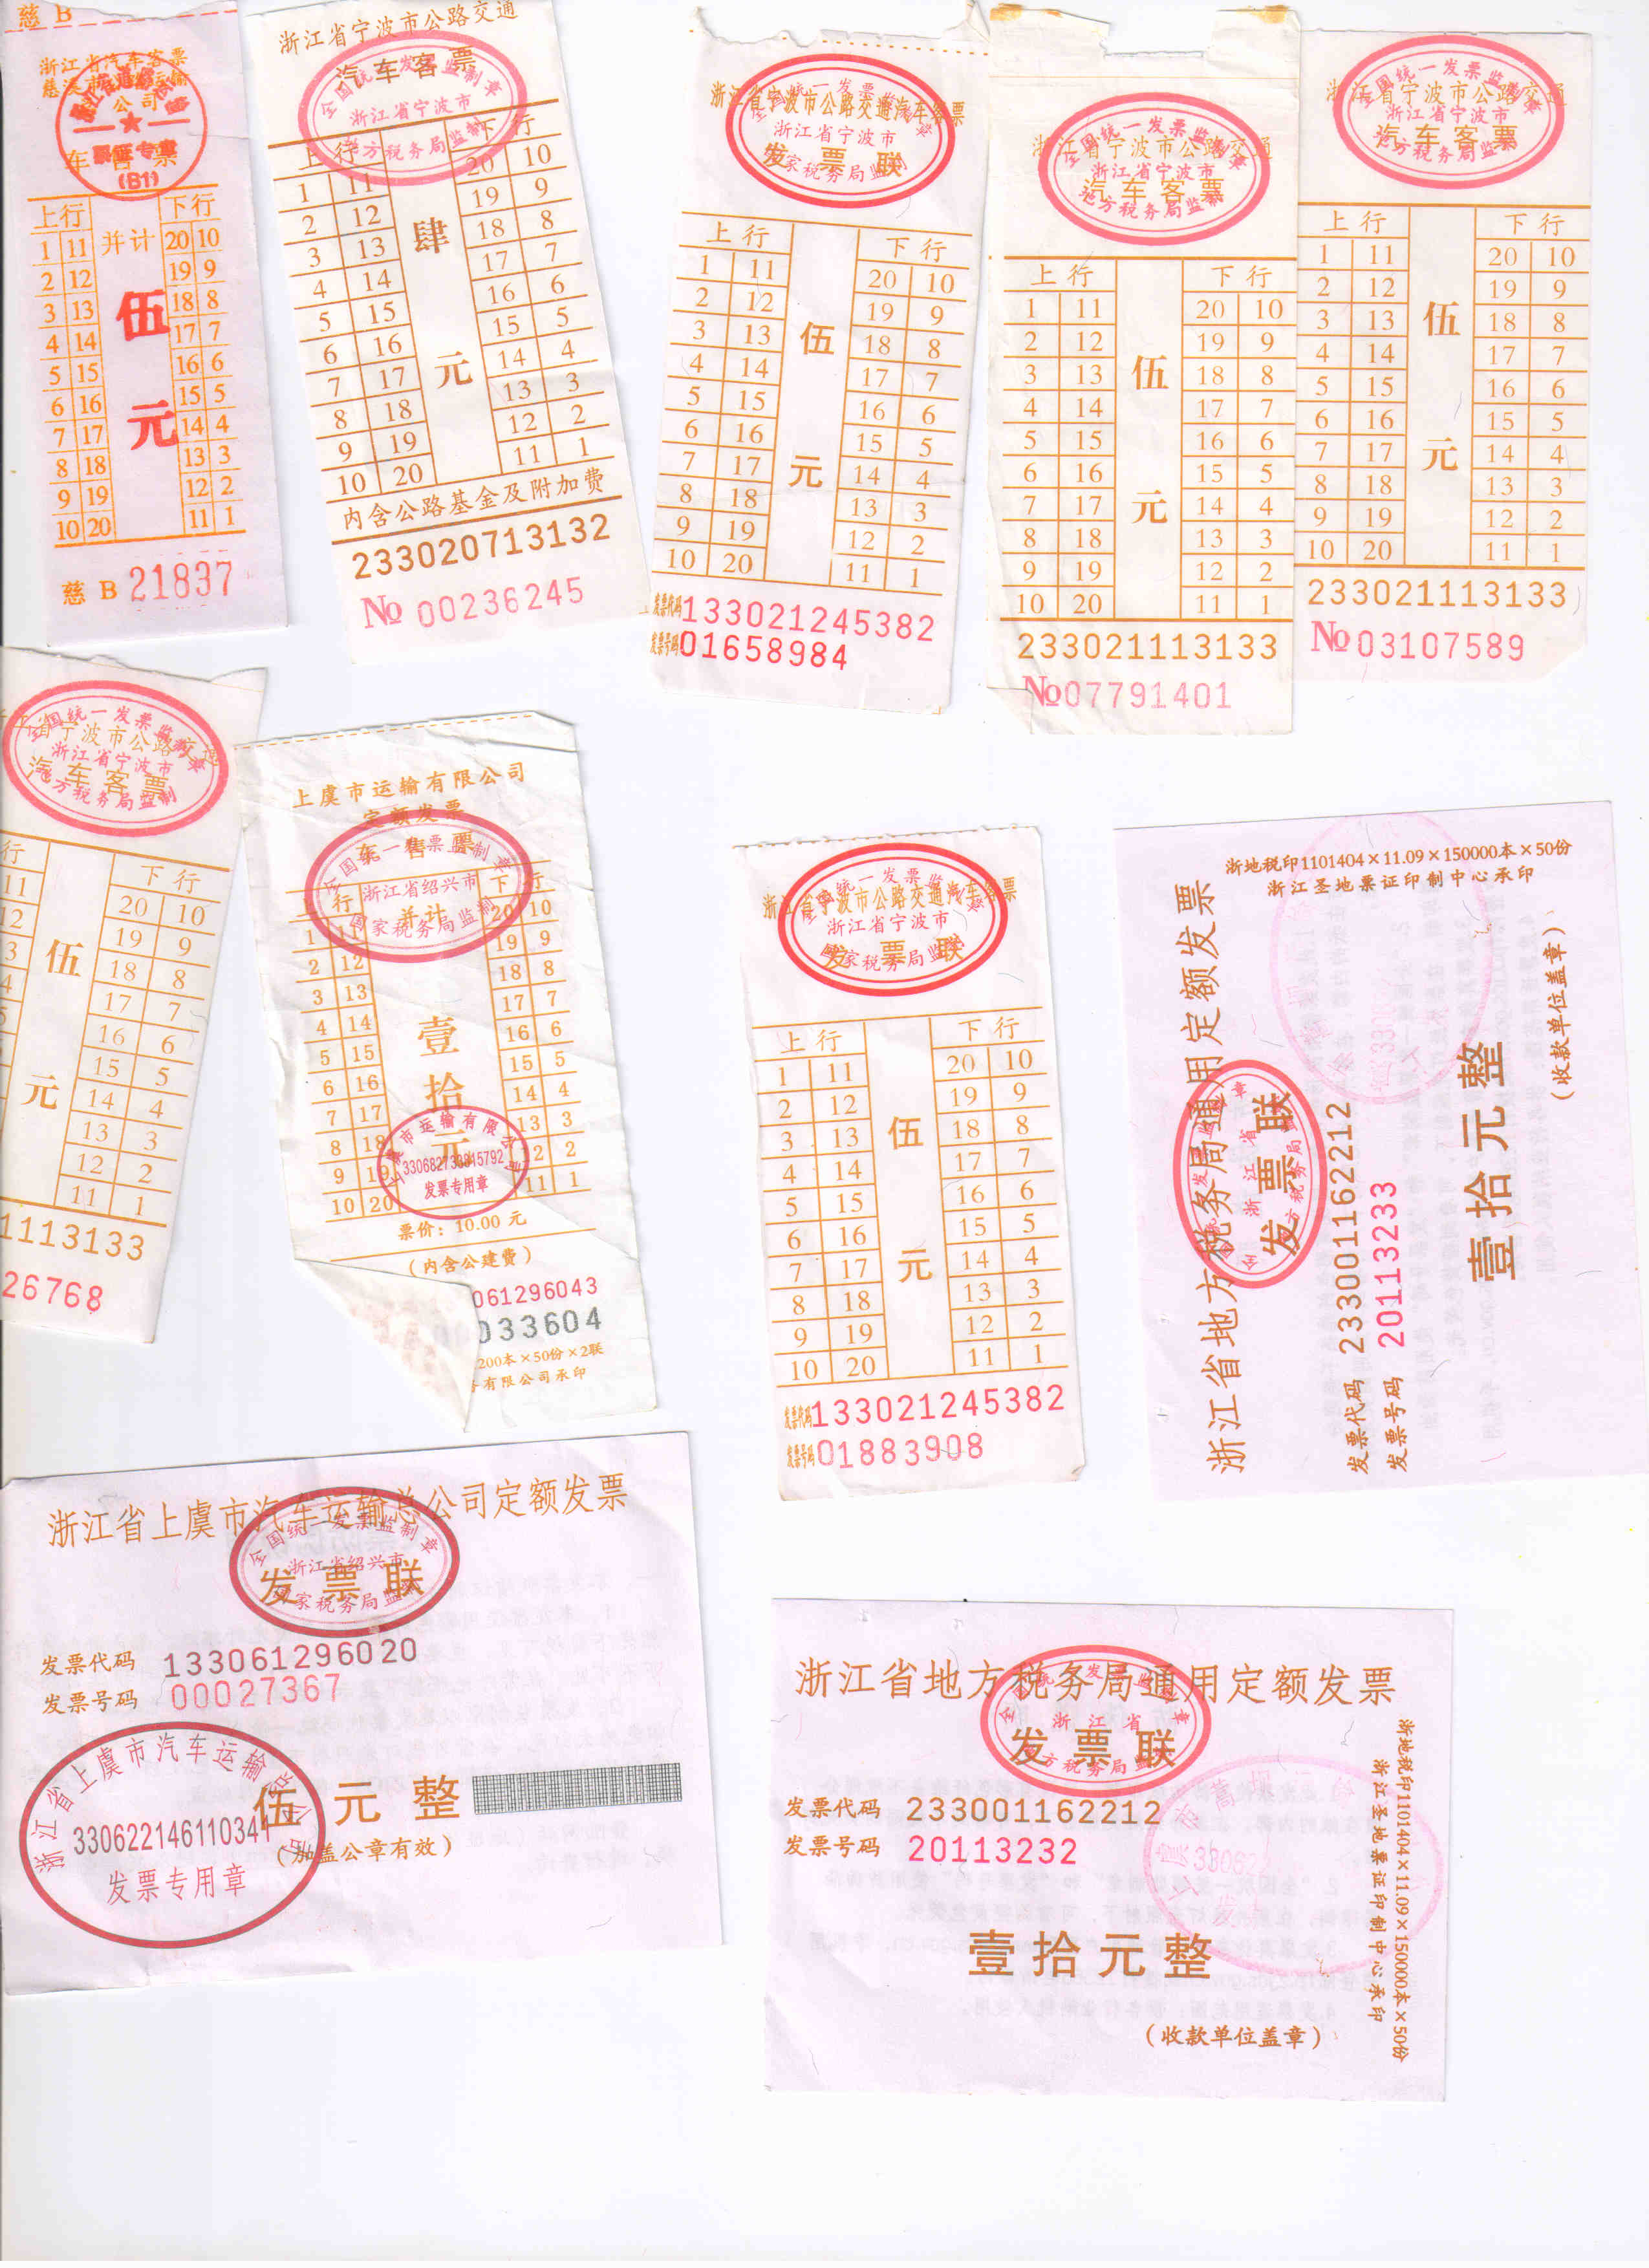 慈 B
浙江省汽车客票
公司
车售票
票证专章
(B1)
上行 下行
并计
1 11 20 10
2 12 19 9
3 13 18 8
4 14 17 7
5 15 16 6
6 16 15 5
7 17 14 4
8 18 13 3
9 19 12 2
10 20 11 1
伍
元
慈 B 21837
浙江省宁波市公路交通
汽车客票
全国统一发票监制章
浙江省宁波市
地方税务局监制
上行 下行
1 11 20 10
2 12 19 9
3 13 18 8
4 14 17 7
5 15 16 6
6 16 15 5
7 17 14 4
8 18 13 3
9 19 12 2
10 20 11 1
肆
元
内含公路基金及附加费
233020713132
№ 00236245
浙江省宁波市公路交通汽车客票
全国统一发票监制章
浙江省宁波市
发票联
国家税务局监制
上行 下行
1 11 20 10
2 12 19 9
3 13 18 8
4 14 17 7
5 15 16 6
6 16 15 5
7 17 14 4
8 18 13 3
9 19 12 2
10 20 11 1
伍
元
发票代码 133021245382
发票号码 01658984
浙江省宁波市公路交通
全国统一发票监制章
浙江省宁波市
汽车客票
地方税务局监制
上行 下行
1 11 20 10
2 12 19 9
3 13 18 8
4 14 17 7
5 15 16 6
6 16 15 5
7 17 14 4
8 18 13 3
9 19 12 2
10 20 11 1
伍
元
233021113133
№ 07791401
浙江省宁波市公路交通
全国统一发票监制章
浙江省宁波市
汽车客票
地方税务局监制
上行 下行
1 11 20 10
2 12 19 9
3 13 18 8
4 14 17 7
5 15 16 6
6 16 15 5
7 17 14 4
8 18 13 3
9 19 12 2
10 20 11 1
伍
元
233021113133
№ 03107589
宁波市公路交通
全国统一发票监制章
浙江省宁波市
汽车客票
地方税务局监制
行 下行
11 20 10
12 19 9
3 18 8
4 17 7
5 16 6
15 5
14 4
13 3
12 2
11 1
伍
元
1113133
26768
上虞市运输有限公司
定额发票
车售票
全国统一发票监制章
浙江省绍兴市
国家税务局监制
行 下行
并计
1 11 20 10
2 12 19 9
3 13 18 8
4 14 17 7
5 15 16 6
6 16 15 5
7 17 14 4
8 18 13 3
9 19 12 2
10 20 11 1
壹
拾
元
上虞市运输有限公司
330682733815792
发票专用章
票价：10.00 元
（内含公建费）
061296043
033604
200本×50份×2联
务有限公司承印
浙江省宁波市公路交通汽车客票
全国统一发票监制章
浙江省宁波市
发票联
国家税务局监制
上行 下行
1 11 20 10
2 12 19 9
3 13 18 8
4 14 17 7
5 15 16 6
6 16 15 5
7 17 14 4
8 18 13 3
9 19 12 2
10 20 11 1
伍
元
发票代码 133021245382
发票号码 01883908
浙江省地方税务局通用定额发票
全国统一发票监制章
浙江省
发票联
地方税务局监制
发票代码 233001162212
发票号码 20113233
壹拾元整
（收款单位盖章）
浙地税印1101404×11.09×150000本×50份
浙江圣地票证印制中心承印
浙江省上虞市汽车运输总公司定额发票
全国统一发票监制章
浙江省绍兴市
发票联
国家税务局监制
发票代码 133061296020
发票号码 00027367
浙江省上虞市汽车运输总公司
330622146110341
发票专用章
伍元整
（加盖公章有效）
浙江省地方税务局通用定额发票
全国统一发票监制章
浙江省
发票联
地方税务局监制
发票代码 233001162212
发票号码 20113232
壹拾元整
（收款单位盖章）
浙地税印1101404×11.09×150000本×50份
浙江圣地票证印制中心承印